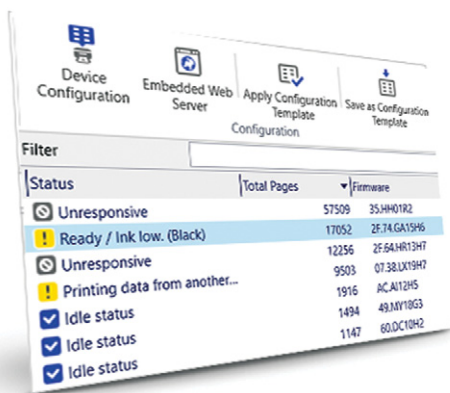 Device Configuration
Embedded Web Server
Apply Configuration Template
Save as Configuration Template
Configuration
Filter
Status Total Pages Firmware
Unresponsive 57509 35.HH01R2
Ready / Ink low. (Black) 17052 2F.74.GA15H6
Unresponsive 12256 2F.64.HR13H7
Printing data from another... 9503 07.38.LX19H7
Idle status 1916 AC.AI12H5
Idle status 1494 49.MY18G3
Idle status 1147 60.DC10H2